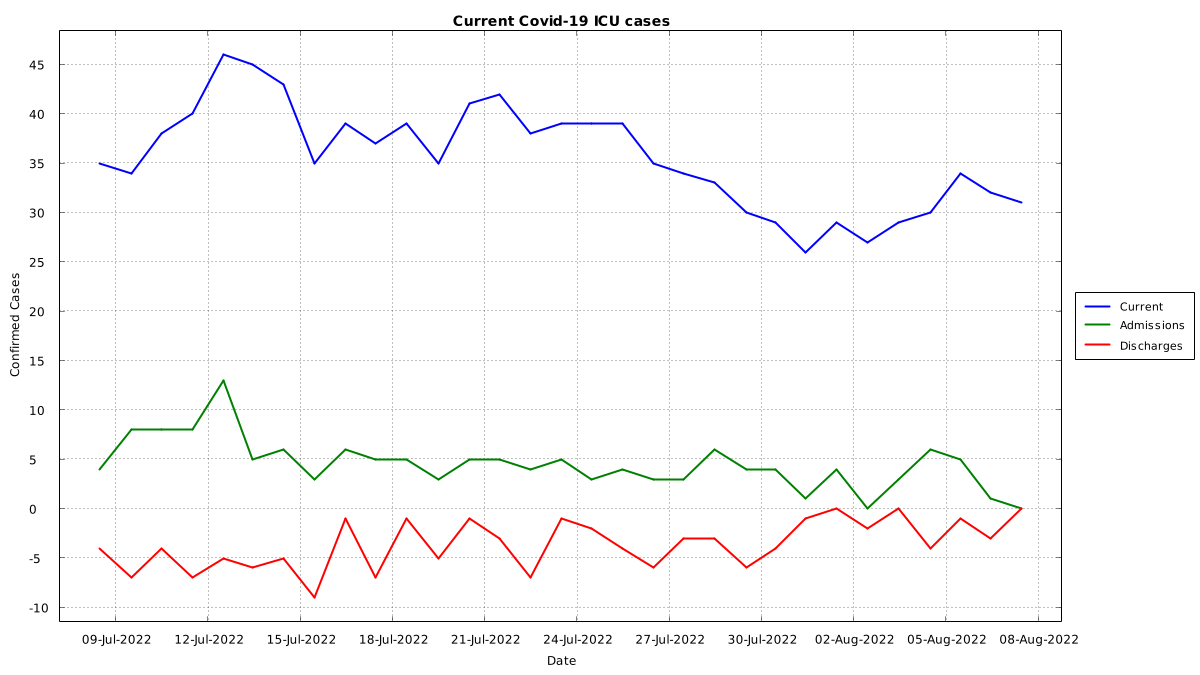 Current Covid-19 ICU cases
Confirmed Cases
45
40
35
30
25
20
15
10
5
0
-5
-10
09-Jul-2022 12-Jul-2022 15-Jul-2022 18-Jul-2022 21-Jul-2022 24-Jul-2022 27-Jul-2022 30-Jul-2022 02-Aug-2022 05-Aug-2022 08-Aug-2022
Date
Current
Admissions
Discharges